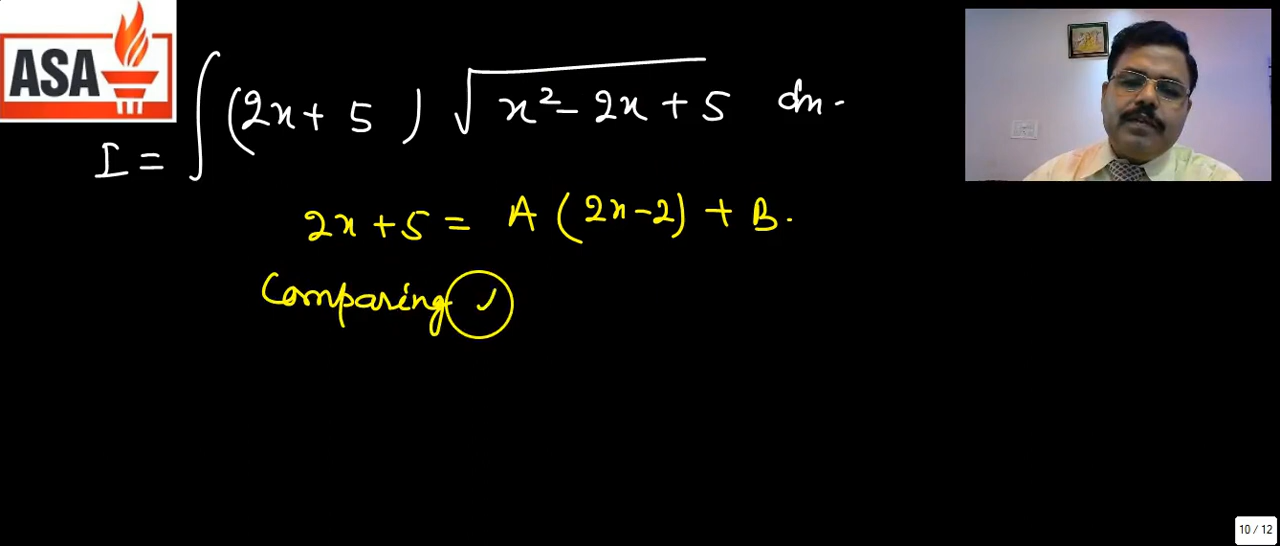 ASA
I = ∫ (2x + 5) √(x² - 2x + 5) dx.
2x + 5 = A (2x - 2) + B.
Comparing ✓
10 / 12